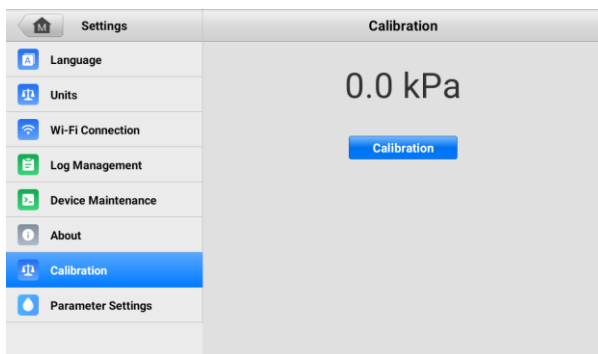 M
Settings
Calibration
A
Language
0.0 kPa
Units
Wi-Fi Connection
Calibration
Log Management
Device Maintenance
About
Calibration
Parameter Settings